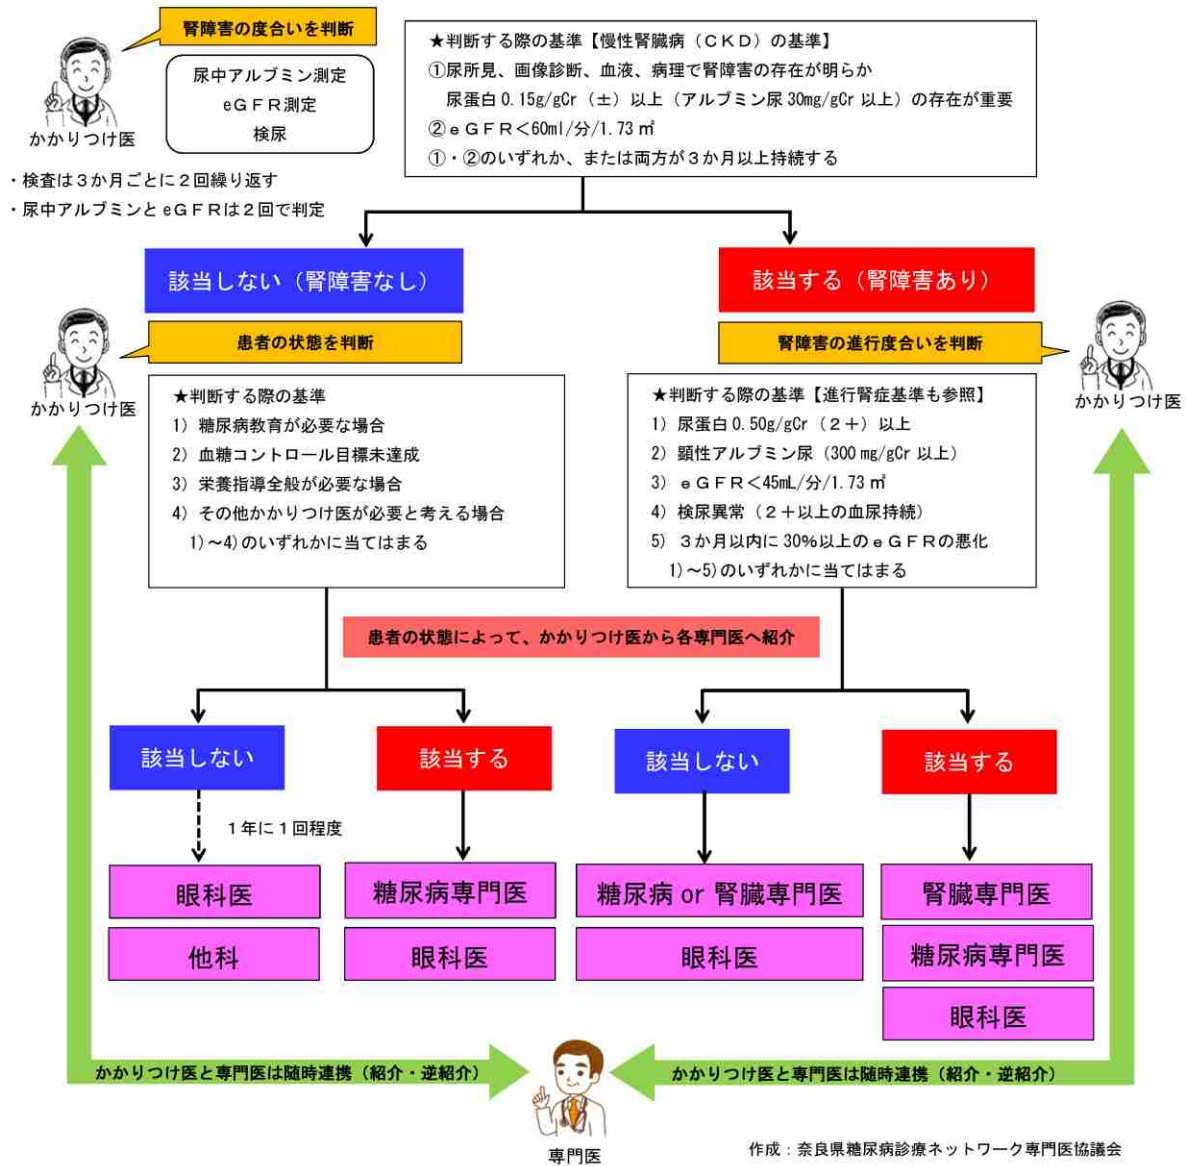 腎障害の度合いを判断
尿中アルブミン測定
eGFR測定
検尿
かかりつけ医
・検査は3か月ごとに2回繰り返す
・尿中アルブミンとeGFRは2回で判定
★判断する際の基準【慢性腎臓病（CKD）の基準】
①尿所見、画像診断、血液、病理で腎障害の存在が明らか
尿蛋白0.15g/gCr（±）以上（アルブミン尿30mg/gCr以上）の存在が重要
②eGFR＜60ml/分/1.73㎡
①・②のいずれか、または両方が3か月以上持続する
該当しない（腎障害なし）
該当する（腎障害あり）
患者の状態を判断
かかりつけ医
★判断する際の基準
1）糖尿病教育が必要な場合
2）血糖コントロール目標未達成
3）栄養指導全般が必要な場合
4）その他かかりつけ医が必要と考える場合
1)～4)のいずれかに当てはまる
腎障害の進行度合いを判断
かかりつけ医
★判断する際の基準【進行腎症基準も参照】
1）尿蛋白0.50g/gCr（2＋）以上
2）顕性アルブミン尿（300mg/gCr以上）
3）eGFR＜45mL/分/1.73㎡
4）検尿異常（2＋以上の血尿持続）
5）3か月以内に30％以上のeGFRの悪化
1)～5)のいずれかに当てはまる
患者の状態によって、かかりつけ医から各専門医へ紹介
該当しない
該当する
該当しない
該当する
1年に1回程度
眼科医
他科
糖尿病専門医
眼科医
糖尿病 or 腎臓専門医
眼科医
腎臓専門医
糖尿病専門医
眼科医
かかりつけ医と専門医は随時連携（紹介・逆紹介）
かかりつけ医と専門医は随時連携（紹介・逆紹介）
専門医
作成：奈良県糖尿病診療ネットワーク専門医協議会